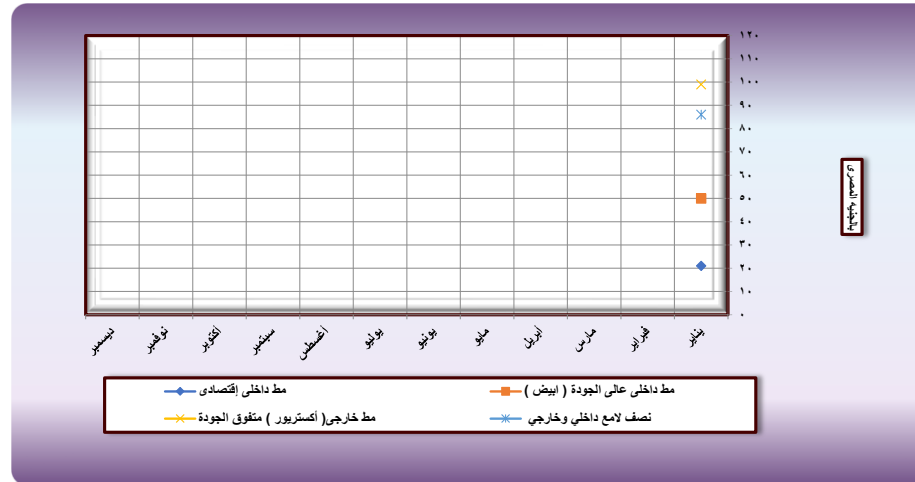 ١٢٠
١١٠
١٠٠
٩٠
٨٠
٧٠
٦٠
٥٠
٤٠
٣٠
٢٠
١٠
٠
بالجنيه المصرى
يناير
فبراير
مارس
أبريل
مايو
يونيو
يوليو
أغسطس
سبتمبر
أكتوبر
نوفمبر
ديسمبر
مط داخلى عالى الجودة ( ابيض )
مط داخلى إقتصادى
نصف لامع داخلي وخارجي
مط خارجى( أكستريور ) متفوق الجودة